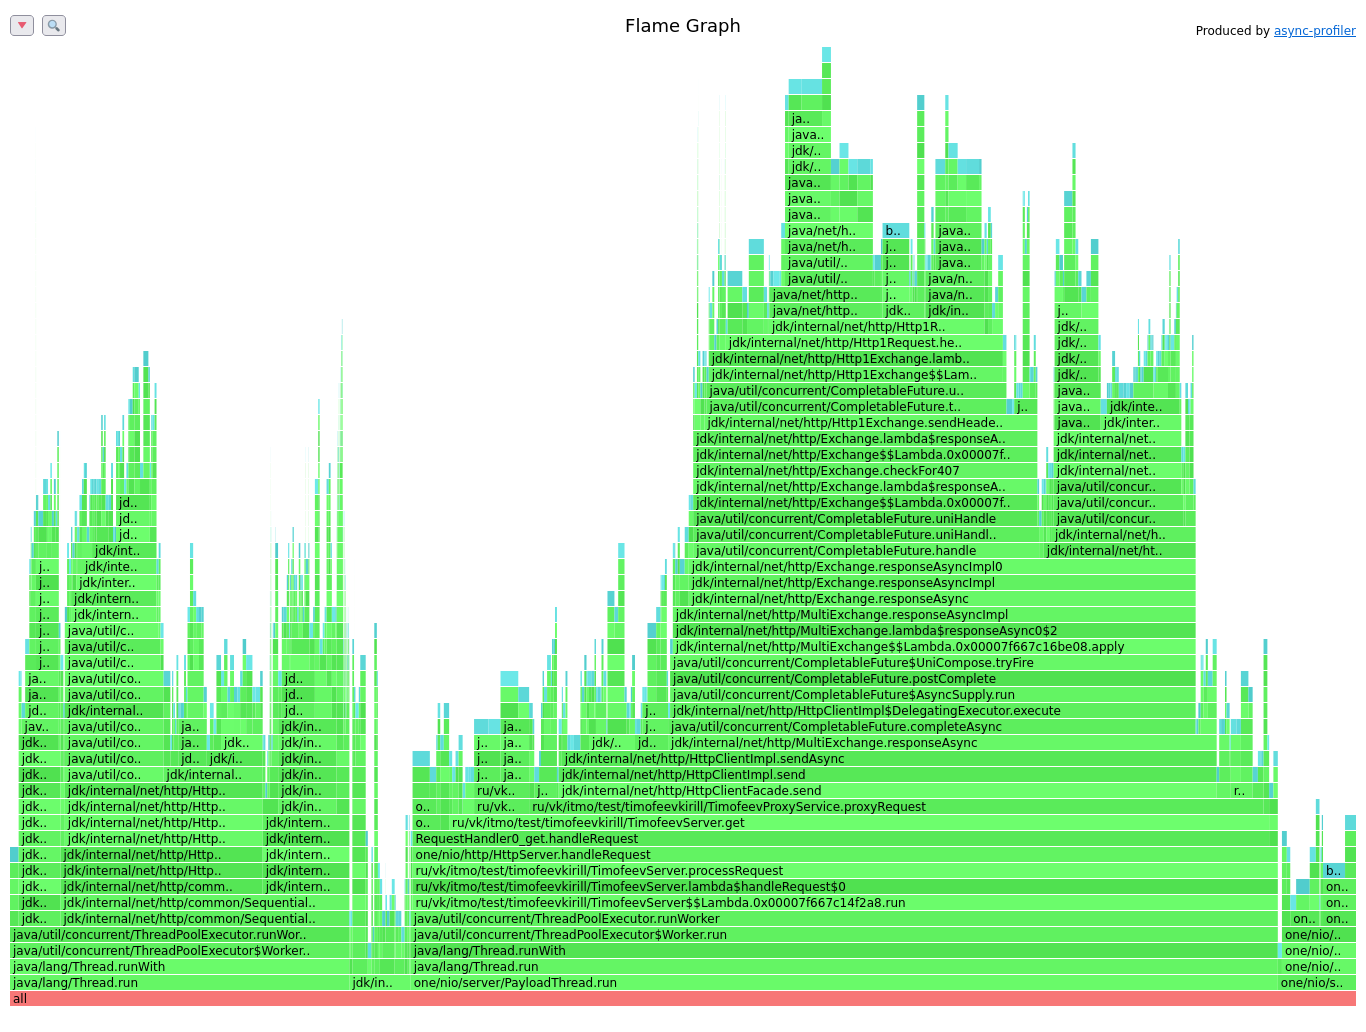 Flame Graph
Produced by async-profiler
ja..
java..
jdk/..
jdk/..
java..
java..
java..
java/net/h.. b.. java..
java/net/h.. j.. java..
java/util/.. j.. java..
java/util/.. j.. java/n..
java/net/http.. j.. java/n..
java/net/http.. jdk.. jdk/in.. j..
jdk/internal/net/http/Http1R.. jdk/..
jdk/internal/net/http/Http1Request.he.. jdk/..
jdk/internal/net/http/Http1Exchange.lamb.. jdk/..
jdk/internal/net/http/Http1Exchange$$Lam.. jdk/..
java/util/concurrent/CompletableFuture.u.. java..
java/util/concurrent/CompletableFuture.t.. j.. java.. jdk/inte..
jdk/internal/net/http/Http1Exchange.sendHeade.. java.. jdk/inter..
jdk/internal/net/http/Exchange.lambda$responseA.. jdk/internal/net..
jdk/internal/net/http/Exchange$$Lambda.0x00007f.. jdk/internal/net..
jdk/internal/net/http/Exchange.checkFor407 jdk/internal/net..
jdk/internal/net/http/Exchange.lambda$responseA.. java/util/concur..
jd.. jdk/internal/net/http/Exchange$$Lambda.0x00007f.. java/util/concur..
jd.. java/util/concurrent/CompletableFuture.uniHandle java/util/concur..
jd.. java/util/concurrent/CompletableFuture.uniHandl.. jdk/internal/net/h..
jdk/int.. java/util/concurrent/CompletableFuture.handle jdk/internal/net/ht..
j.. jdk/inte.. jdk/internal/net/http/Exchange.responseAsyncImpl0
j.. jdk/inter.. jdk/internal/net/http/Exchange.responseAsyncImpl
j.. jdk/intern.. jdk/internal/net/http/Exchange.responseAsync
j.. jdk/intern.. jdk/internal/net/http/MultiExchange.responseAsyncImpl
j.. java/util/c.. jdk/internal/net/http/MultiExchange.lambda$responseAsync0$2
j.. java/util/c.. jdk/internal/net/http/MultiExchange$$Lambda.0x00007f667c16be08.apply
j.. java/util/c.. java/util/concurrent/CompletableFuture$UniCompose.tryFire
ja.. java/util/co.. jd.. java/util/concurrent/CompletableFuture.postComplete
ja.. java/util/co.. jd.. java/util/concurrent/CompletableFuture$AsyncSupply.run
jd.. jdk/internal.. jd.. j.. jdk/internal/net/http/HttpClientImpl$DelegatingExecutor.execute
jav.. java/util/co.. ja.. jdk/in.. ja.. j.. java/util/concurrent/CompletableFuture.completeAsync
jdk.. java/util/co.. ja.. jdk.. jdk/in.. j.. ja.. jdk/.. jd.. jdk/internal/net/http/MultiExchange.responseAsync
jdk.. java/util/co.. jd.. jdk/i.. jdk/in.. j.. ja.. jdk/internal/net/http/HttpClientImpl.sendAsync
jdk.. java/util/co.. jdk/internal.. jdk/in.. j.. ja.. jdk/internal/net/http/HttpClientImpl.send
jdk.. jdk/internal/net/http/Http.. jdk/in.. ru/vk.. j.. jdk/internal/net/http/HttpClientFacade.send r..
jdk.. jdk/internal/net/http/Http.. jdk/in.. o.. ru/vk.. ru/vk/itmo/test/timofeevkirill/TimofeevProxyService.proxyRequest
jdk.. jdk/internal/net/http/Http.. jdk/intern.. o.. ru/vk/itmo/test/timofeevkirill/TimofeevServer.get
jdk.. jdk/internal/net/http/Http.. jdk/intern.. RequestHandler0_get.handleRequest
jdk.. jdk/internal/net/http/Http.. jdk/intern.. one/nio/http/HttpServer.handleRequest
jdk.. jdk/internal/net/http/Http.. jdk/intern.. ru/vk/itmo/test/timofeevkirill/TimofeevServer.processRequest b..
jdk.. jdk/internal/net/http/comm.. jdk/intern.. ru/vk/itmo/test/timofeevkirill/TimofeevServer.lambda$handleRequest$0 on..
jdk.. jdk/internal/net/http/common/Sequential.. ru/vk/itmo/test/timofeevkirill/TimofeevServer$$Lambda.0x00007f667c14f2a8.run on..
jdk.. jdk/internal/net/http/common/Sequential.. java/util/concurrent/ThreadPoolExecutor.runWorker on.. on..
java/util/concurrent/ThreadPoolExecutor.runWor.. java/util/concurrent/ThreadPoolExecutor$Worker.run one/nio/..
java/util/concurrent/ThreadPoolExecutor$Worker.. java/lang/Thread.runWith one/nio/..
java/lang/Thread.runWith java/lang/Thread.run one/nio/..
java/lang/Thread.run jdk/in.. one/nio/server/PayloadThread.run one/nio/s..
all